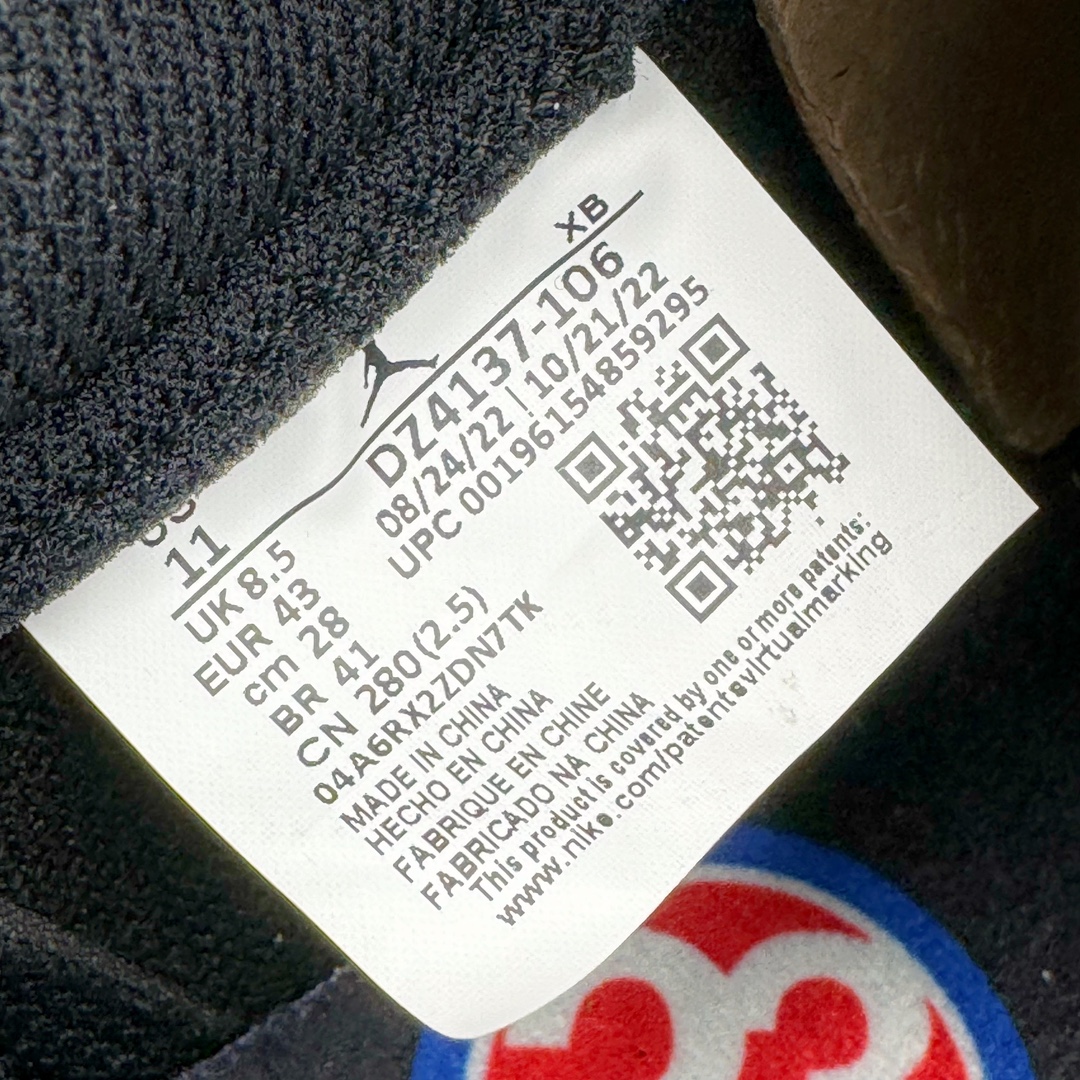 XB
11
DZ4137-106
UK 8.5
08/24/22 | 10/21/22
EUR 43
UPC 00196154859295
cm 28
BR 41
CN 280(2.5)
04A6RX2ZDN7TK
MADE IN CHINA
HECHO EN CHINA
FABRIQUE EN CHINE
FABRICADO NA CHINA
This product is covered by one or more patents:
www.nike.com/patentsvirtualmarking